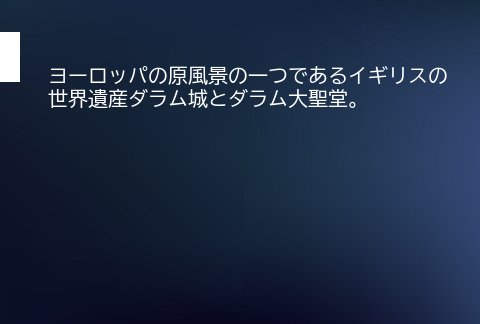 ヨーロッパの原風景の一つであるイギリスの
世界遺産ダラム城とダラム大聖堂。